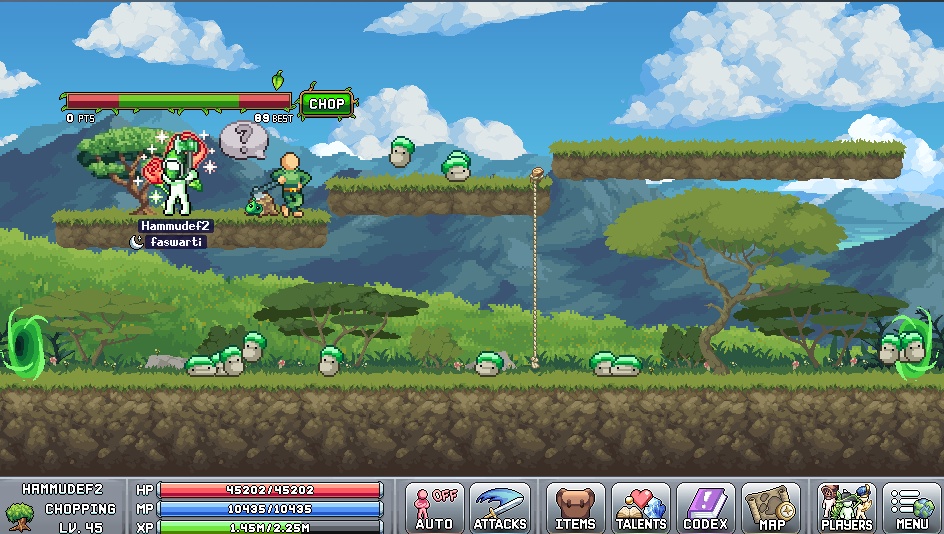 CHOP
0 PTS
89 BEST
?
Hammudef2
faswarti
HAMMUDEF2
CHOPPING
LV. 45
HP 45202/45202
MP 10435/10435
XP 1.45M/2.25M
OFF
AUTO
ATTACKS
ITEMS
TALENTS
CODEX
MAP
PLAYERS
MENU